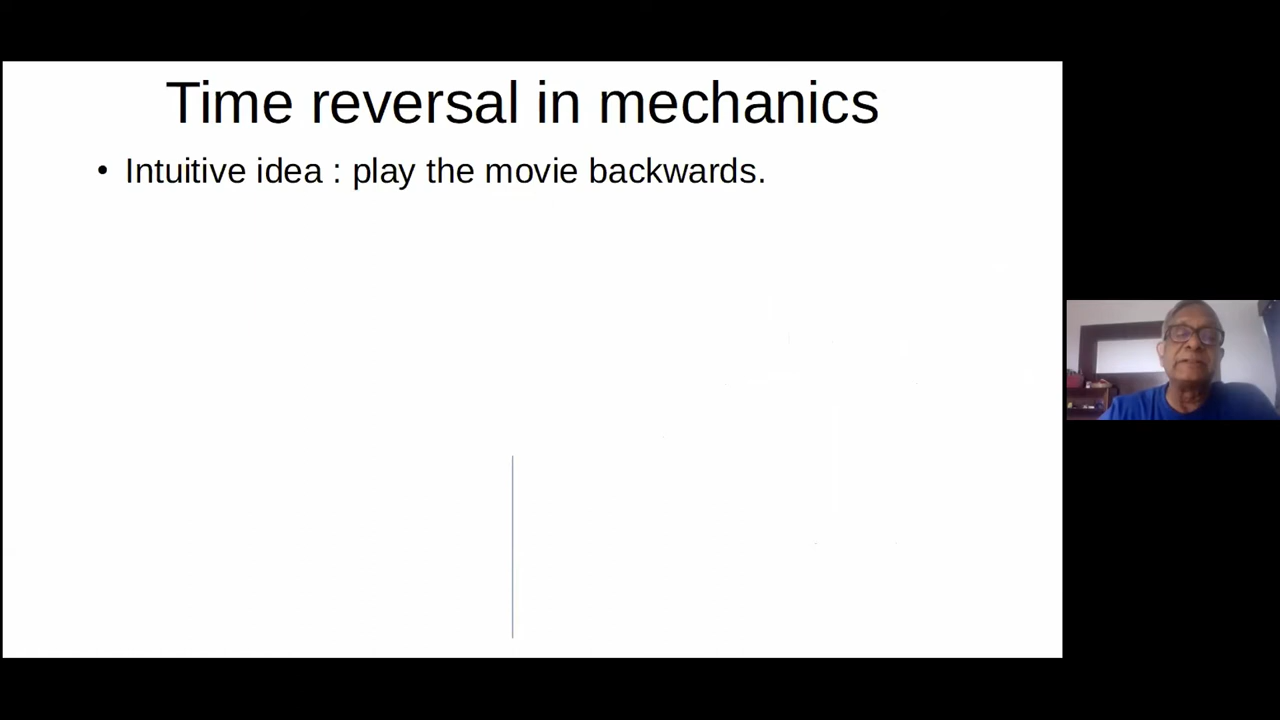 Time reversal in mechanics
• Intuitive idea : play the movie backwards.